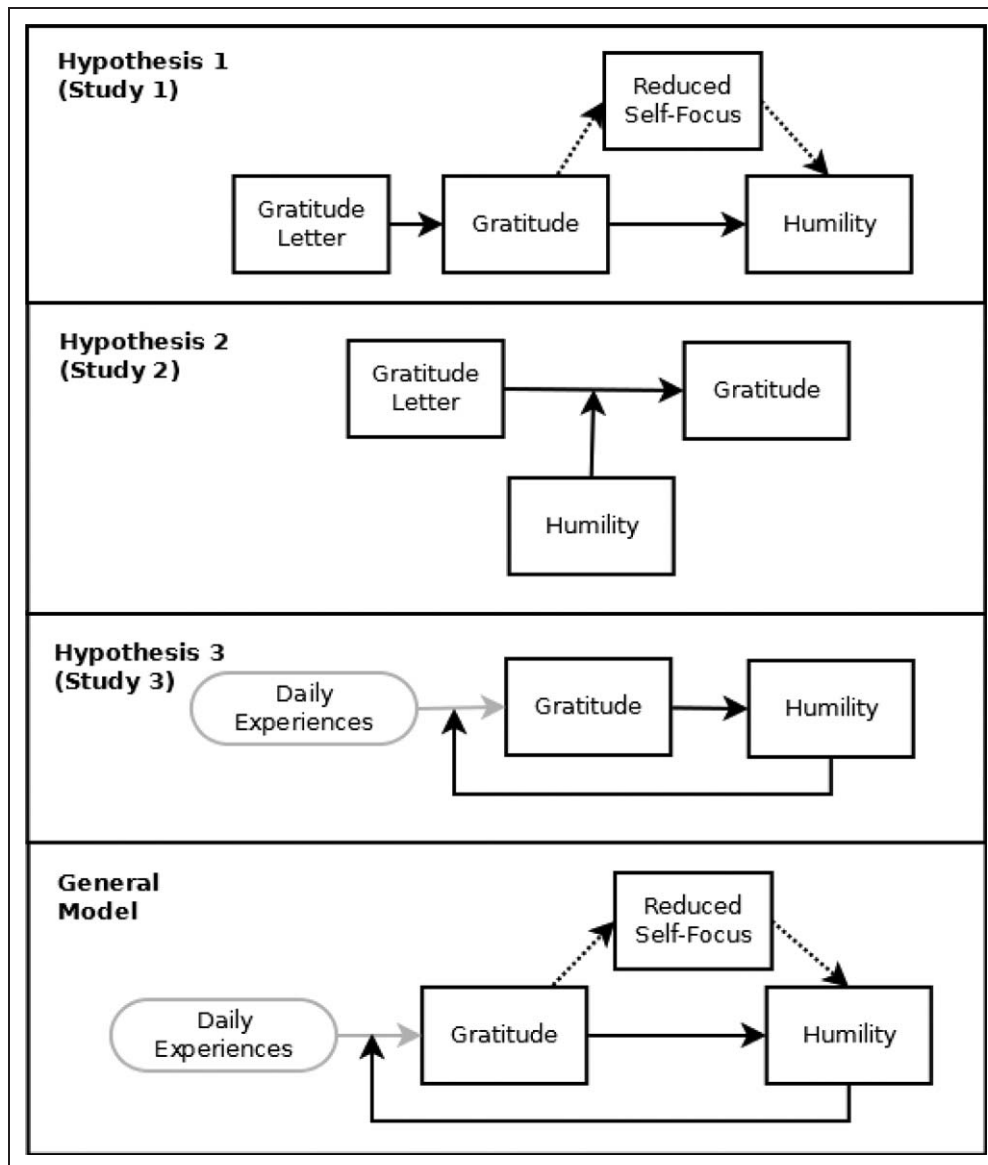 Hypothesis 1
(Study 1)
Reduced
Self-Focus
Gratitude
Letter
Gratitude
Humility
Hypothesis 2
(Study 2)
Gratitude
Letter
Gratitude
Humility
Hypothesis 3
(Study 3)
Daily
Experiences
Gratitude
Humility
General
Model
Reduced
Self-Focus
Daily
Experiences
Gratitude
Humility